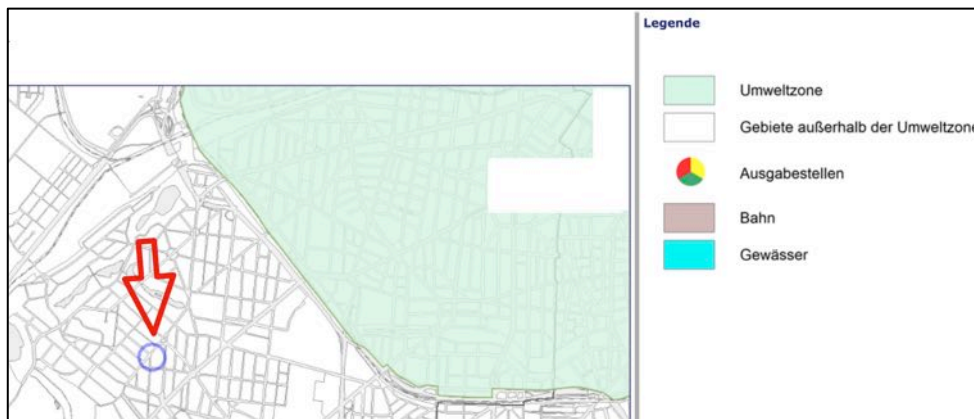 Legende
Umweltzone
Gebiete außerhalb der Umweltzone
Ausgabestellen
Bahn
Gewässer